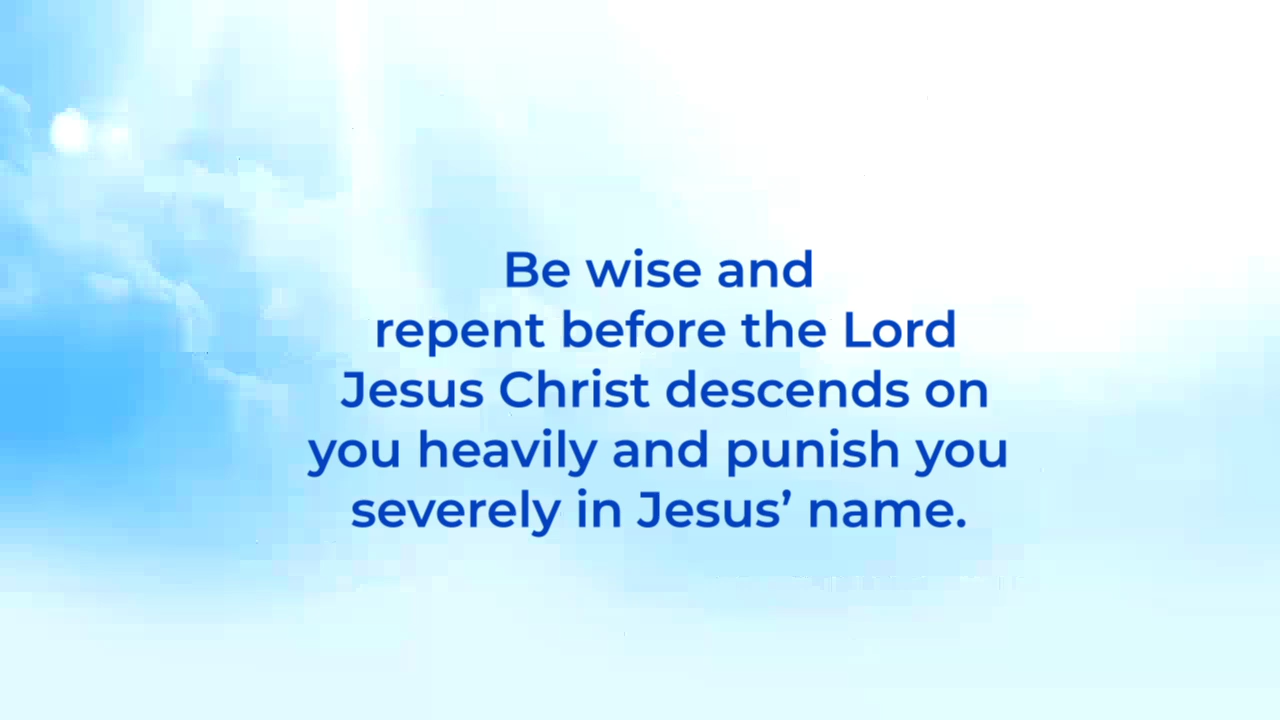 Be wise and
repent before the Lord
Jesus Christ descends on
you heavily and punish you
severely in Jesus’ name.